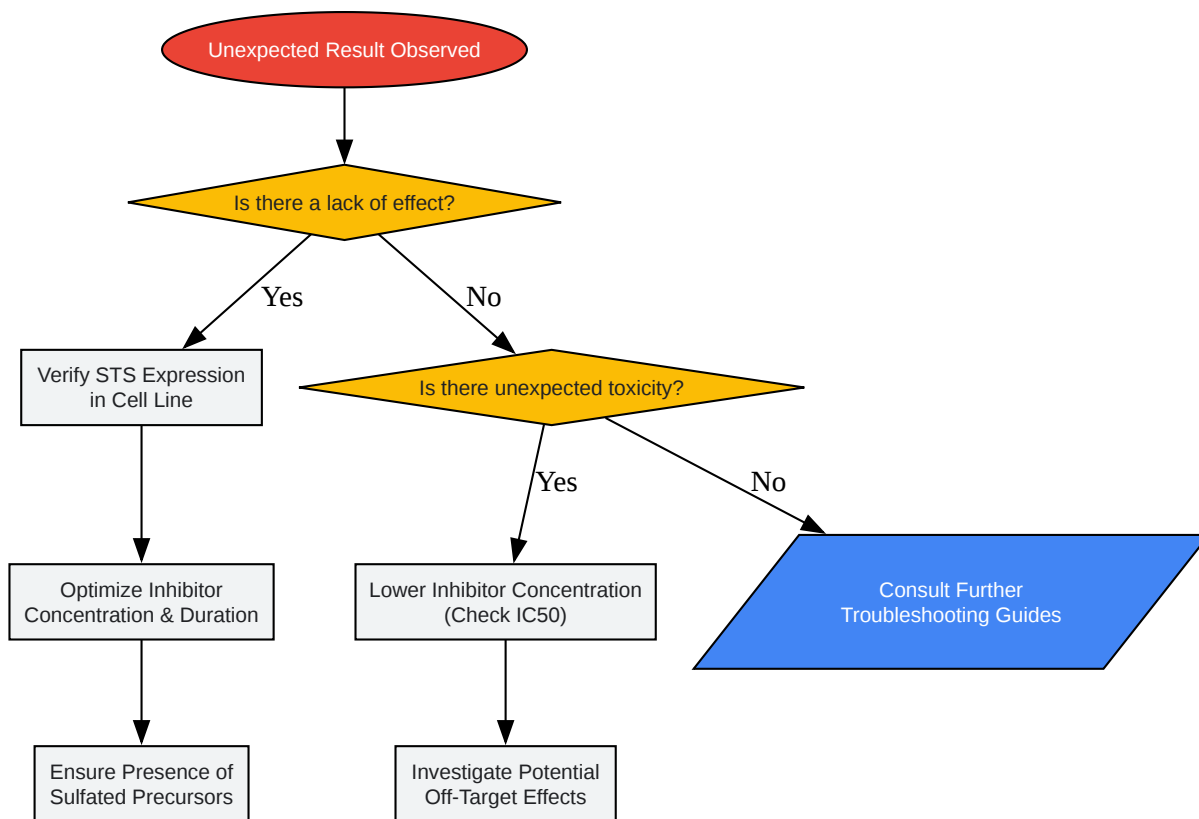 Unexpected Result Observed
Is there a lack of effect?
Yes
No
Verify STS Expression
in Cell Line
Is there unexpected toxicity?
Yes
No
Optimize Inhibitor
Concentration & Duration
Lower Inhibitor Concentration
(Check IC50)
Consult Further
Troubleshooting Guides
Ensure Presence of
Sulfated Precursors
Investigate Potential
Off-Target Effects